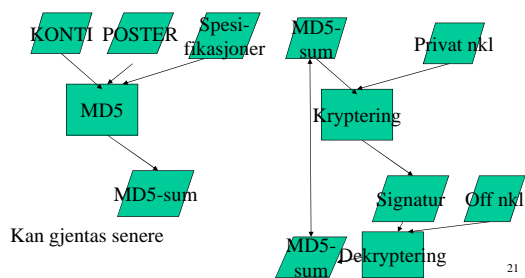 KONTI
POSTER
Spesi-
fikasjoner
MD5
MD5-sum
Kan gjentas senere
MD5-
sum
Privat nkl
Kryptering
Signatur
Off nkl
MD5-
sum
Dekryptering
21